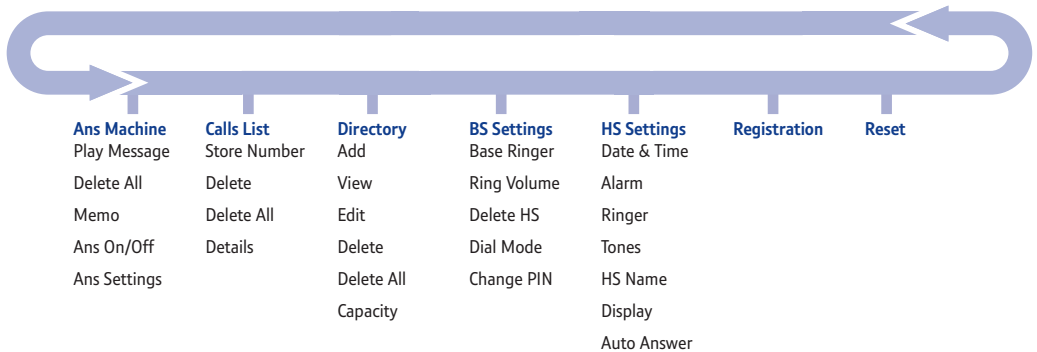 Ans Machine
Play Message
Delete All
Memo
Ans On/Off
Ans Settings
Calls List
Store Number
Delete
Delete All
Details
Directory
Add
View
Edit
Delete
Delete All
Capacity
BS Settings
Base Ringer
Ring Volume
Delete HS
Dial Mode
Change PIN
HS Settings
Date & Time
Alarm
Ringer
Tones
HS Name
Display
Auto Answer
Registration
Reset